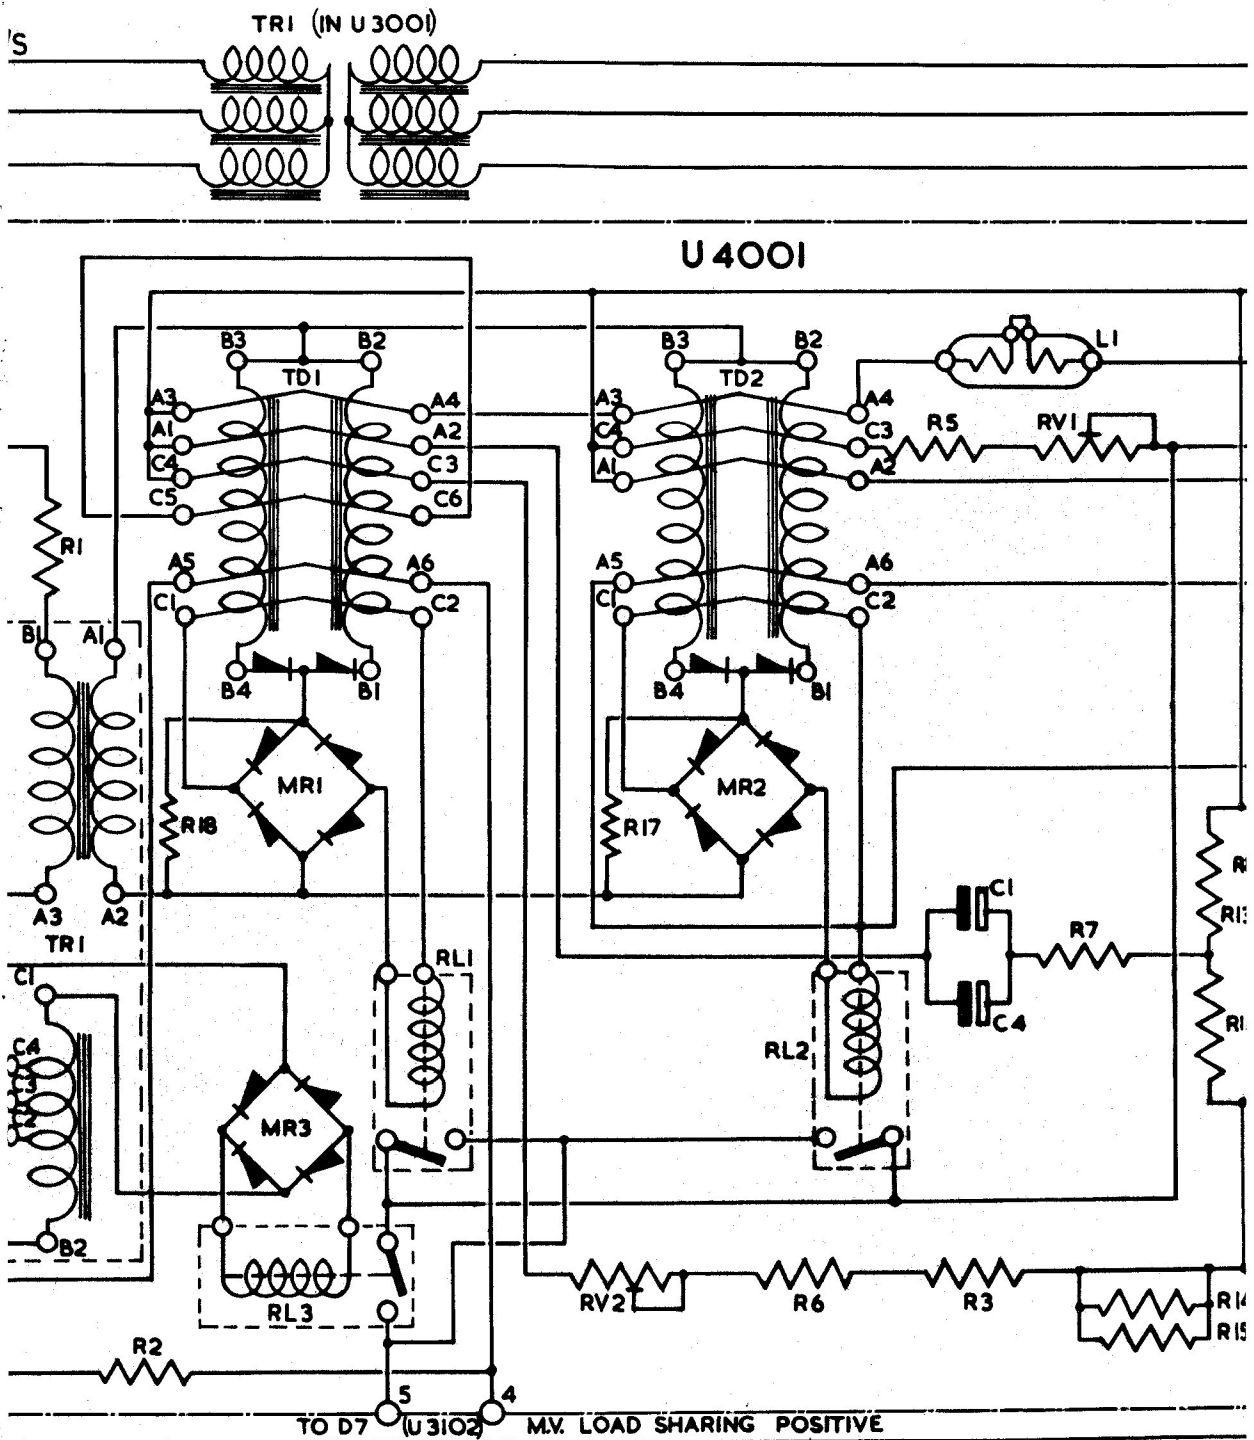 TR1 (IN U 3001)
/S
U 4001
B3 B2 B3 B2 L1
TD1 TD2
A3 A4 A3 A4
A1 A2 C4 C3 R5 RV1
C4 C3 A1 A2
C5 C6
R1
A5 A6 A5 A6
C1 C2 C1 C2
B1 A1
B4 B1 B4 B1
MR1 MR2
R18 R17
C1
A3 A2 R13
TR1 R7
C1 RL1
C4
C4 RL2
3
2
MR3
B2
RL3 RV2 R6 R3 R14
R15
R2
5 4
TO D7 (U 3102) M.V. LOAD SHARING POSITIVE